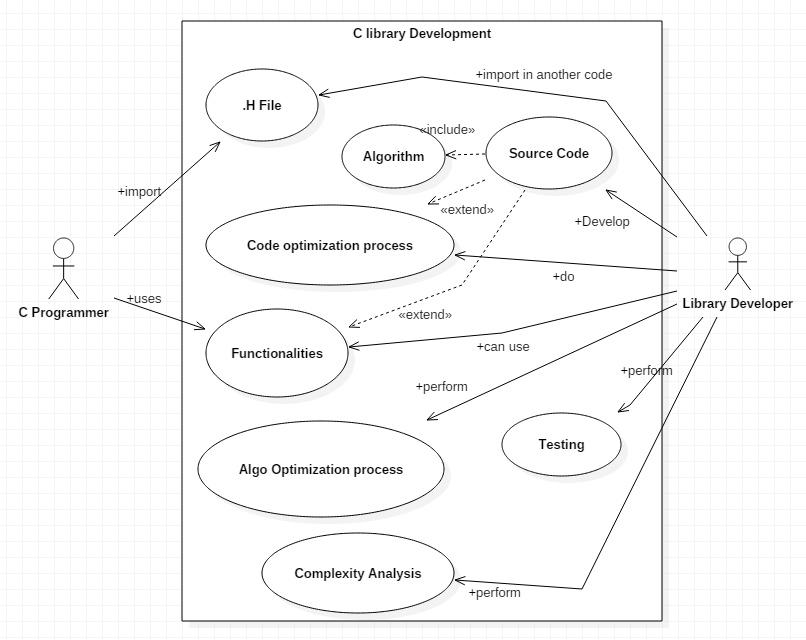 C library Development
+import in another code
.H File
«include»
Algorithm
Source Code
+import
«extend»
+Develop
Code optimization process
+do
C Programmer
Library Developer
+uses
«extend»
+can use
Functionalities
+perform
+perform
Testing
Algo Optimization process
Complexity Analysis
+perform